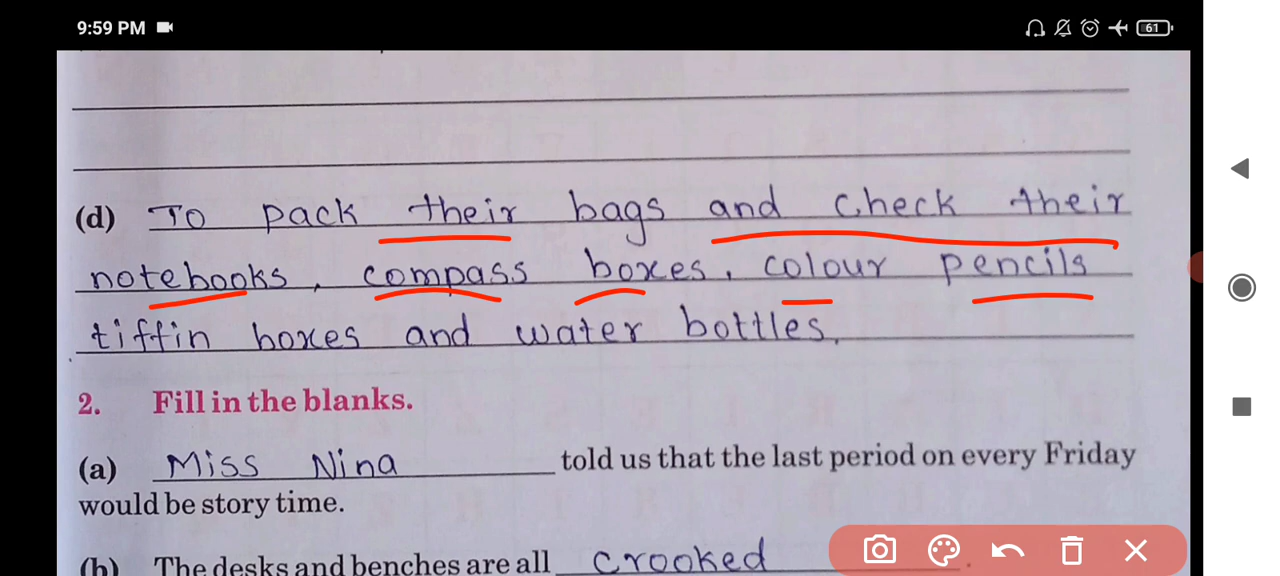 9:59 PM
61
(d) To pack their bags and check their
notebooks, compass boxes, colour pencils
tiffin boxes and water bottles.
2. Fill in the blanks.
(a) Miss Nina told us that the last period on every Friday
would be story time.
(b) The desks and benches are all crooked .